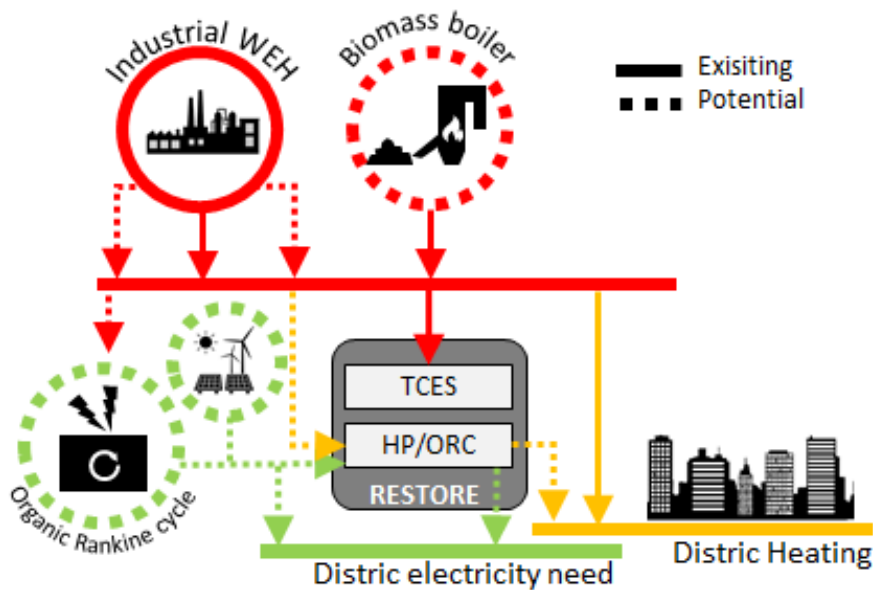 Industrial WEH
Biomass boiler
Exisiting
Potential
TCES
HP/ORC
RESTORE
Organic Rankine cycle
Distric Heating
Distric electricity need